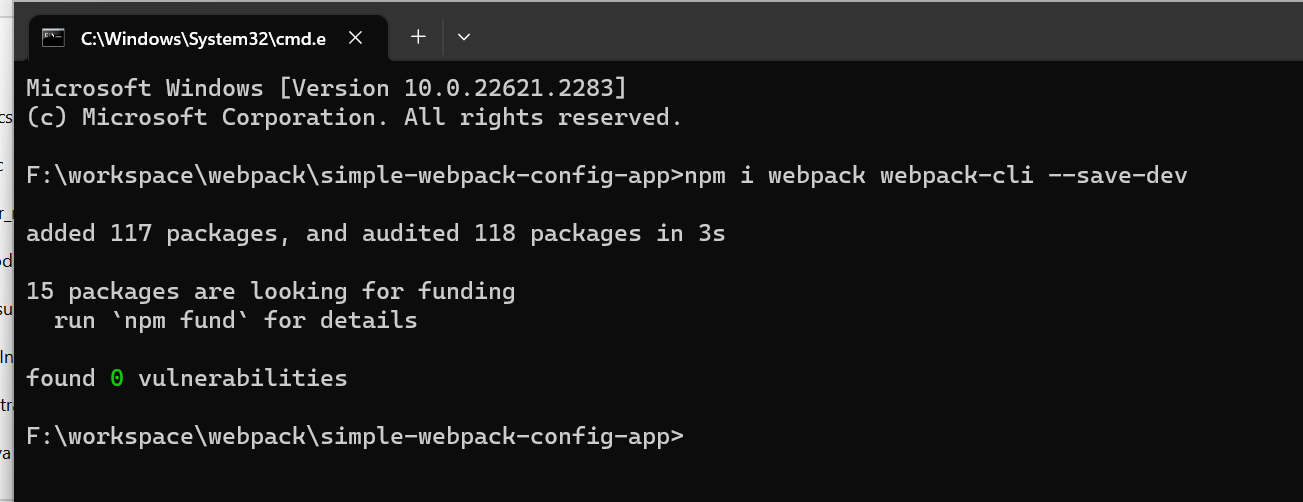 C:\Windows\System32\cmd.e
Microsoft Windows [Version 10.0.22621.2283]
(c) Microsoft Corporation. All rights reserved.
F:\workspace\webpack\simple-webpack-config-app>npm i webpack webpack-cli --save-dev
added 117 packages, and audited 118 packages in 3s
15 packages are looking for funding
run `npm fund` for details
found 0 vulnerabilities
F:\workspace\webpack\simple-webpack-config-app>